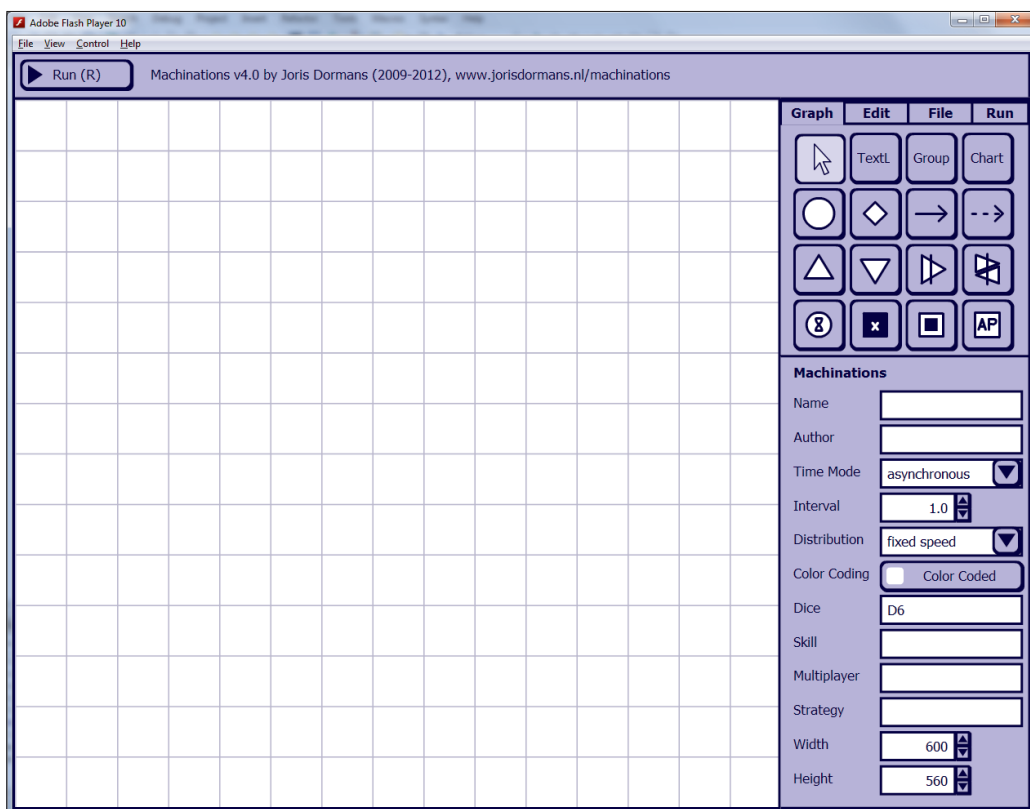 Adobe Flash Player 10
File View Control Help
Run (R)
Machinations v4.0 by Joris Dormans (2009-2012), www.jorisdormans.nl/machinations
Graph Edit File Run
TextL Group Chart
x AP
Machinations
Name
Author
Time Mode asynchronous
Interval 1.0
Distribution fixed speed
Color Coding Color Coded
Dice D6
Skill
Multiplayer
Strategy
Width 600
Height 560